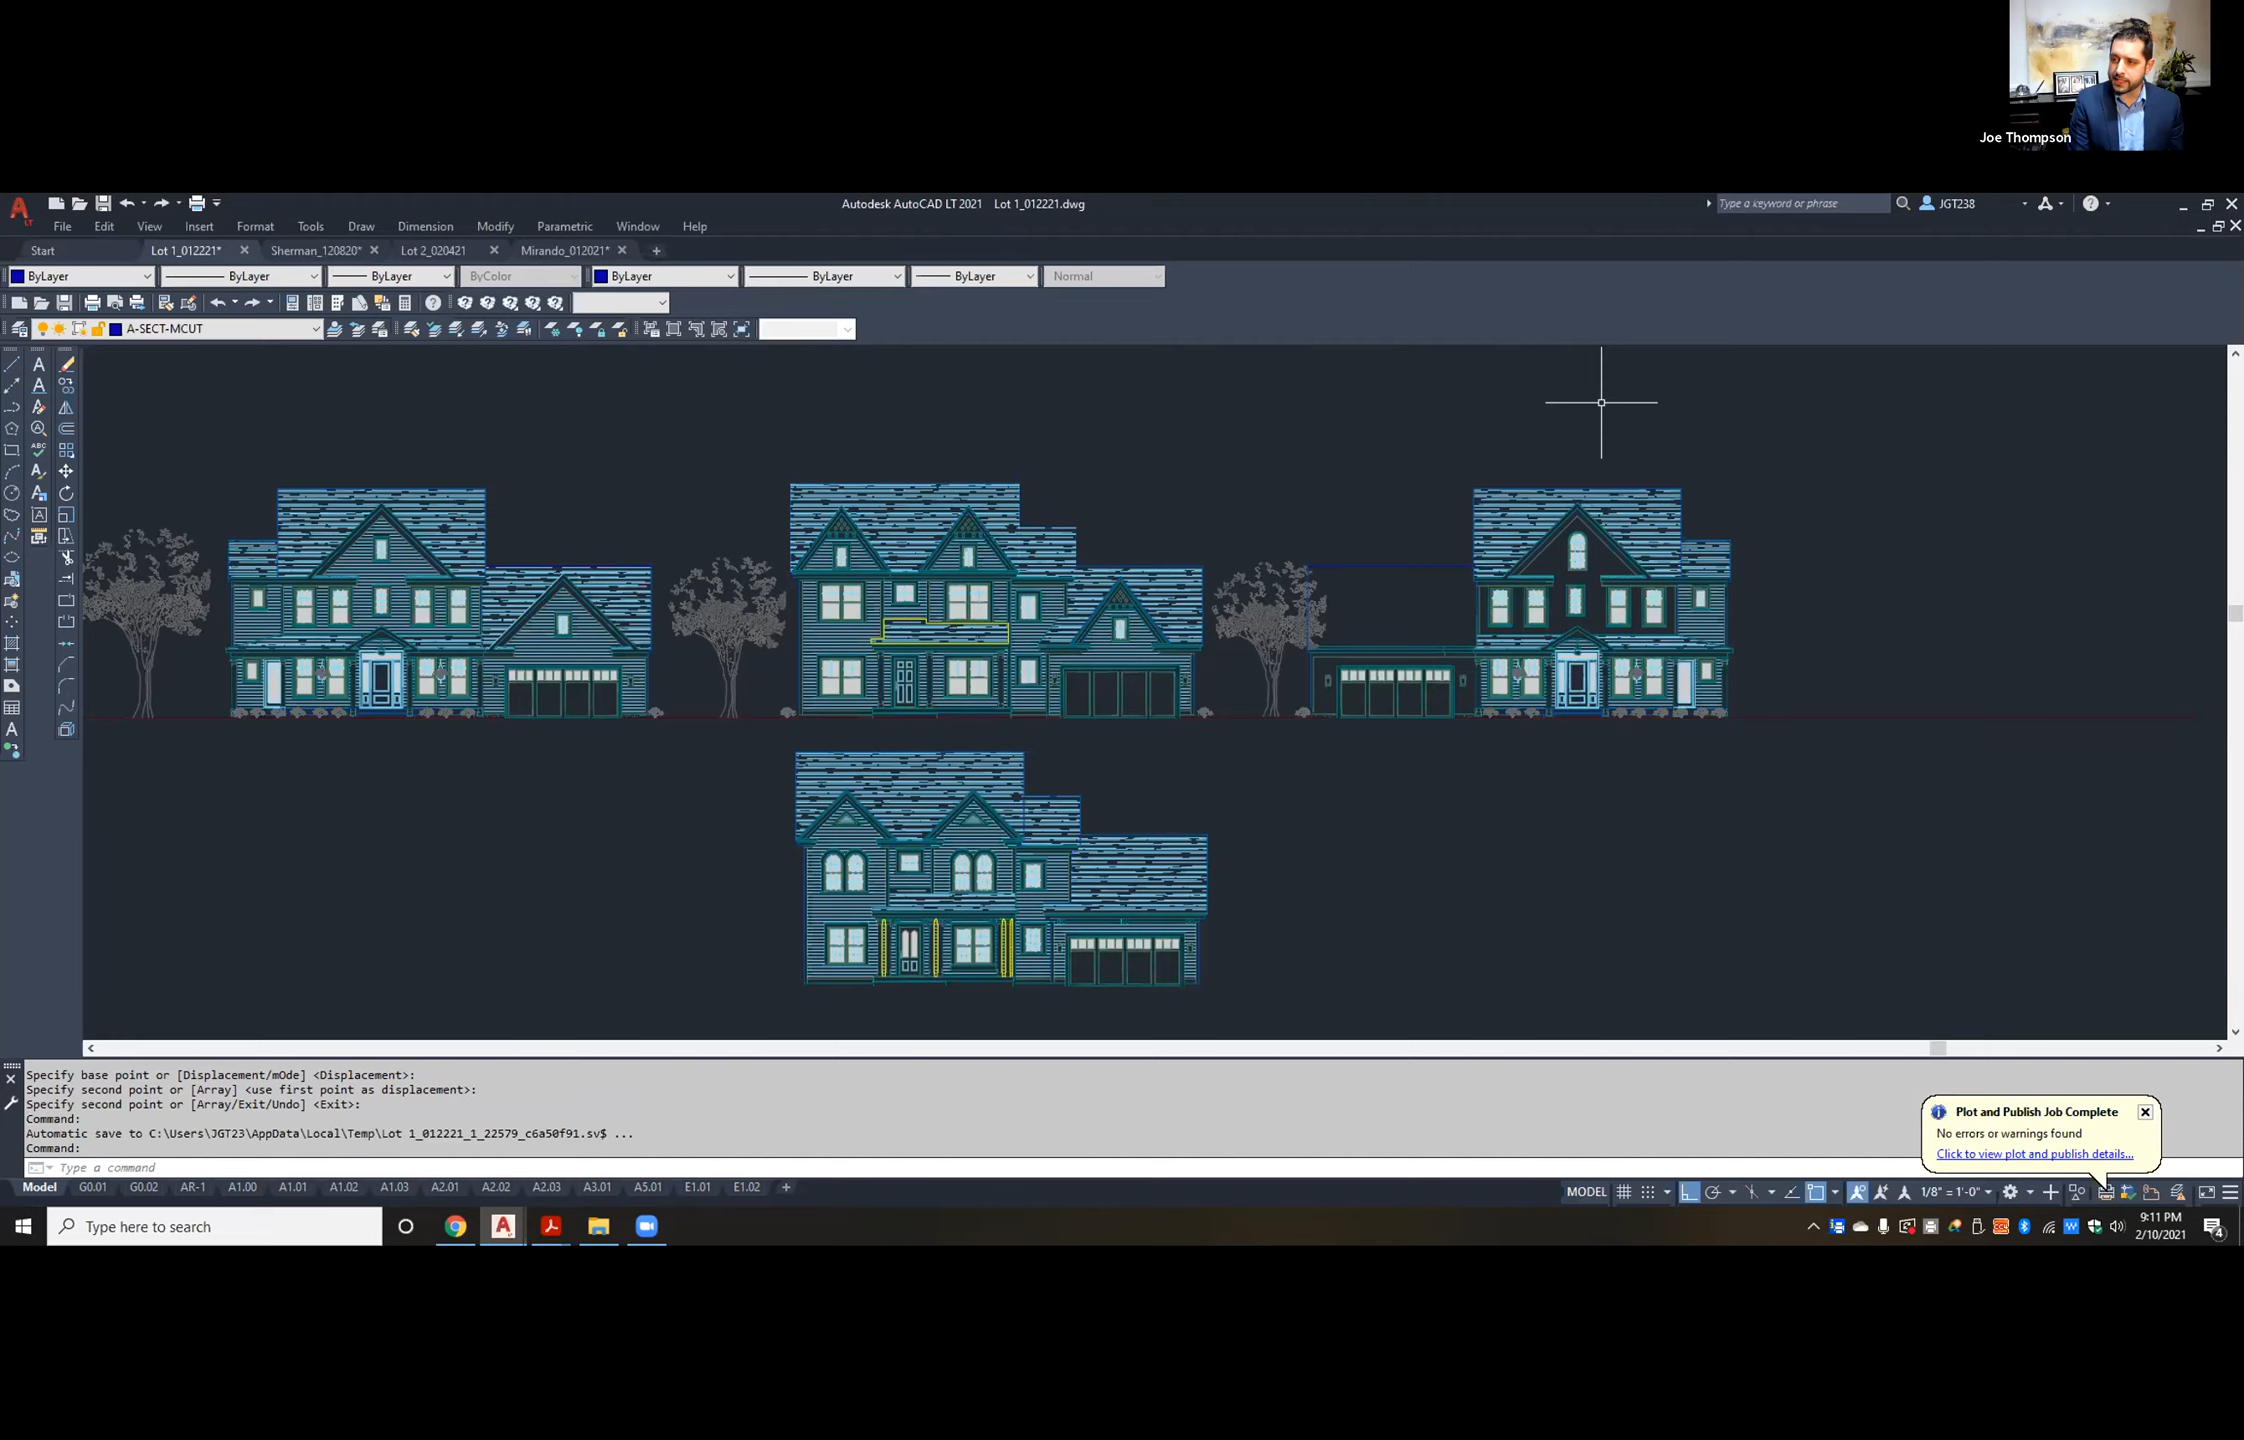 Joe Thompson
Autodesk AutoCAD LT 2021 Lot 1_012221.dwg
Type a keyword or phrase
JGT238
File Edit View Insert Format Tools Draw Dimension Modify Parametric Window Help
Start Lot 1_012221* Sherman_120820* Lot 2_020421 Mirando_012021*
ByLayer ByLayer ByLayer ByColor ByLayer ByLayer ByLayer Normal
A-SECT-MCUT
Specify base point or [Displacement/mOde] <Displacement>:
Specify second point or [Array] <use first point as displacement>:
Specify second point or [Array/Exit/Undo] <Exit>:
Command:
Automatic save to C:\Users\JGT23\AppData\Local\Temp\Lot 1_012221_1_22579_c6a50f91.sv$ ...
Command:
Type a command
Plot and Publish Job Complete
No errors or warnings found
Click to view plot and publish details...
Model G0.01 G0.02 AR-1 A1.00 A1.01 A1.02 A1.03 A2.01 A2.02 A2.03 A3.01 A5.01 E1.01 E1.02
MODEL 1/8" = 1'-0"
Type here to search
9:11 PM
2/10/2021
4